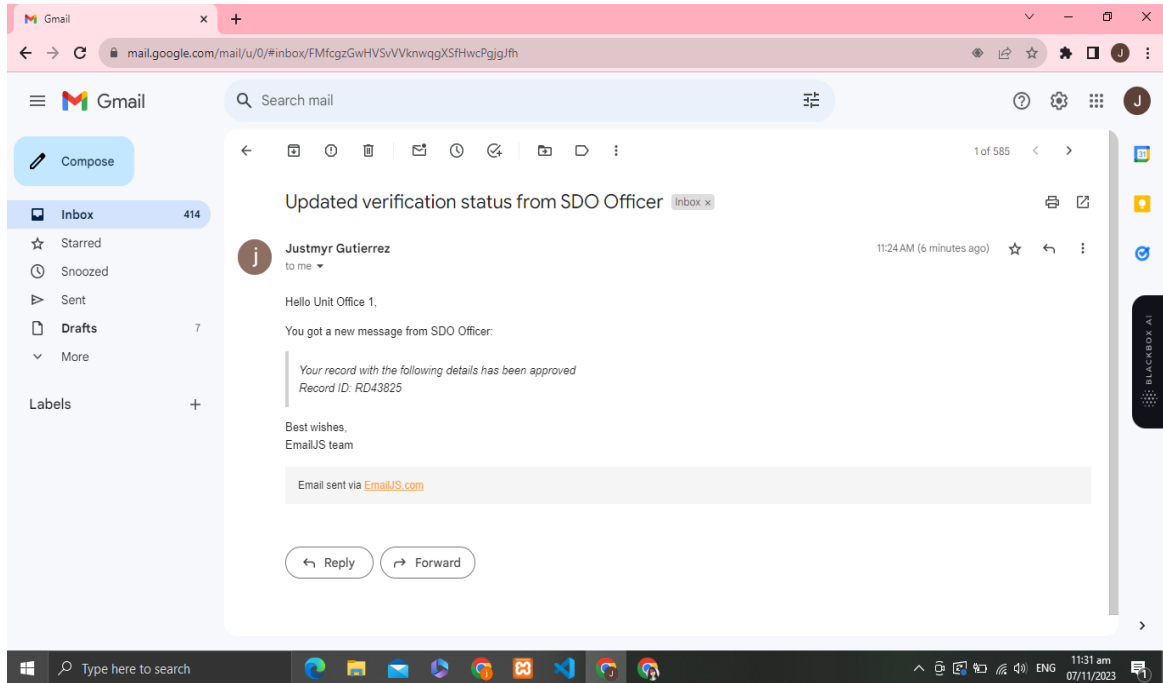 Gmail
mail.google.com/mail/u/0/#inbox/FMfcgzGwHVSvVVknwqgXSfHwcPgjgJfh
J
Gmail
Search mail
J
Compose
1 of 585
31
Updated verification status from SDO Officer Inbox x
Inbox 414
Starred
Snoozed
Sent
Drafts 7
More
Labels
j
Justmyr Gutierrez
11:24 AM (6 minutes ago)
to me
Hello Unit Office 1,
You got a new message from SDO Officer:
Your record with the following details has been approved
Record ID: RD43825
Best wishes,
EmailJS team
Email sent via EmailJS.com
BLACKBOX AI
Reply
Forward
Type here to search
ENG
11:31 am
07/11/2023
1